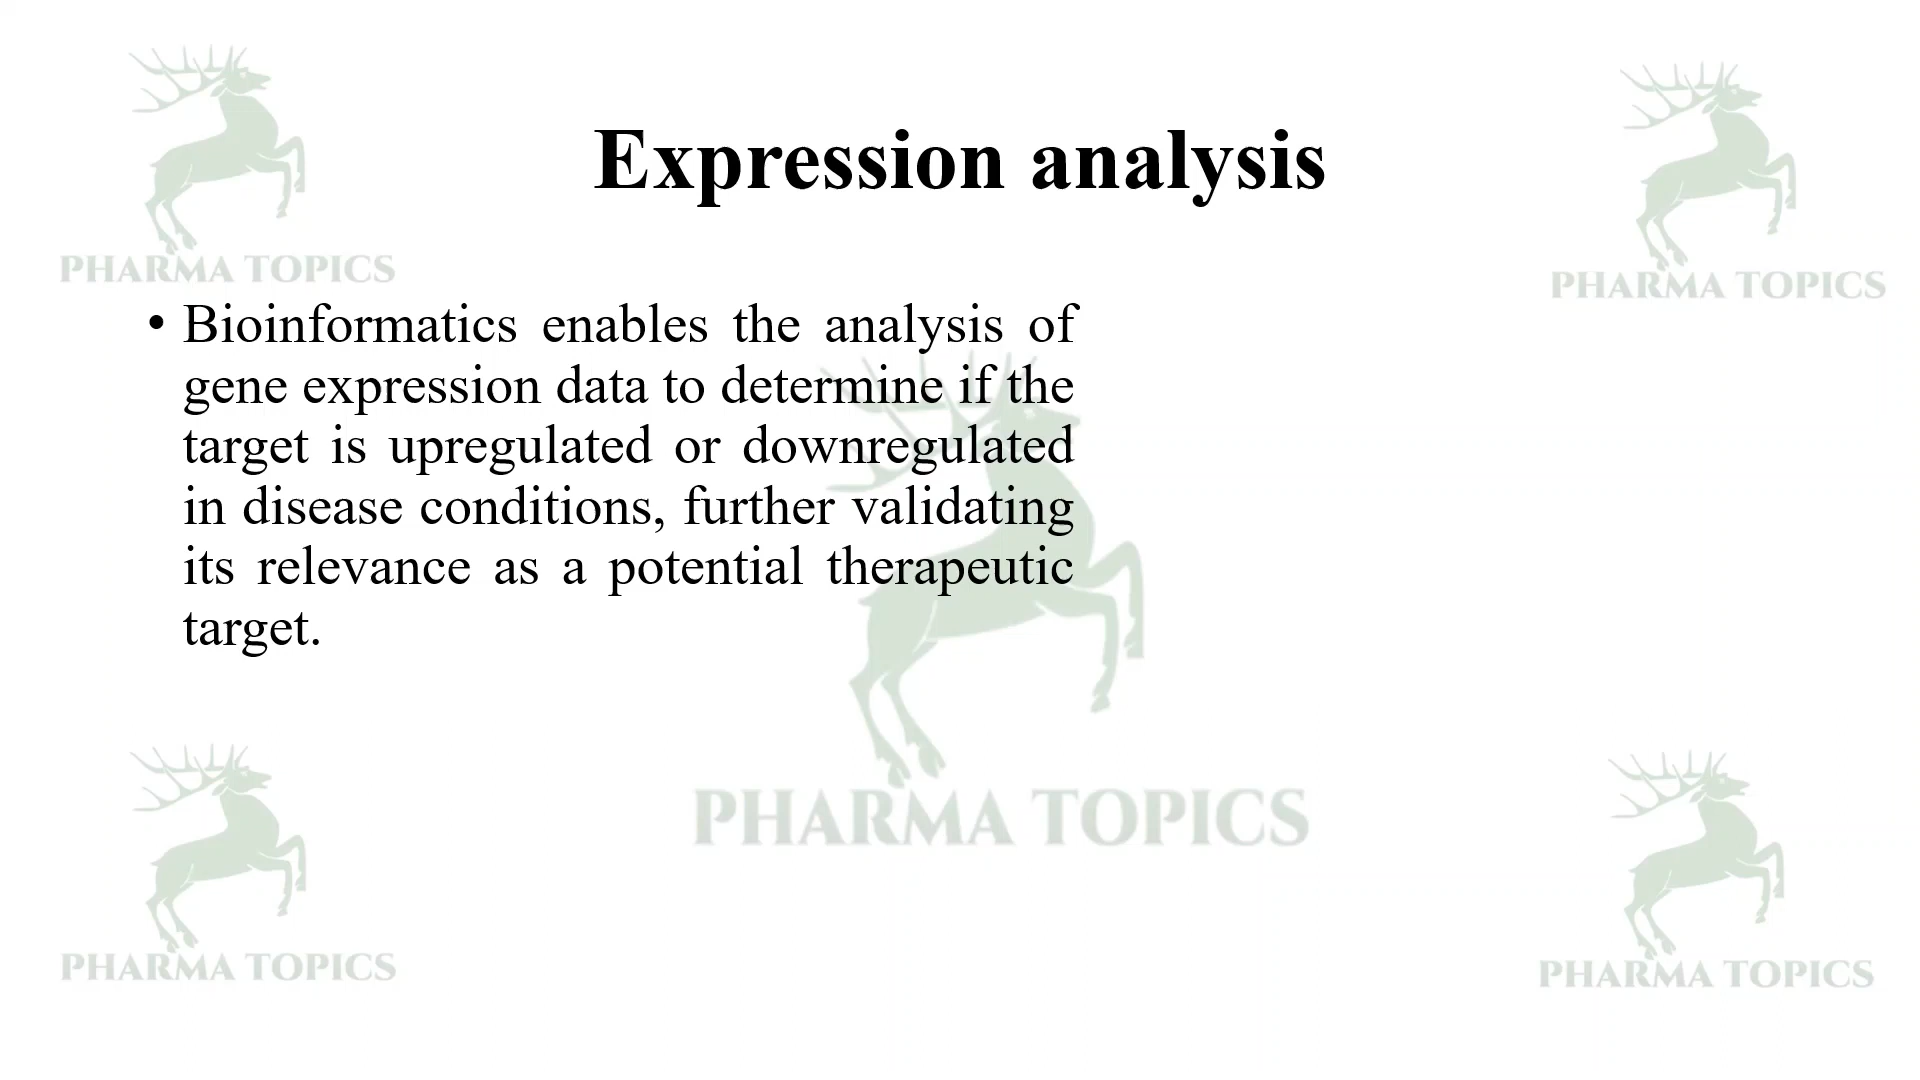 Expression analysis
PHARMA TOPICS
PHARMA TOPICS
• Bioinformatics enables the analysis of
gene expression data to determine if the
target is upregulated or downregulated
in disease conditions, further validating
its relevance as a potential therapeutic
target.
PHARMA TOPICS
PHARMA TOPICS
PHARMA TOPICS